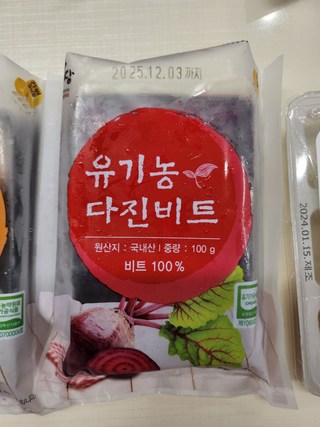 2025.12.03까지
유기농
다진비트
원산지 : 국내산 I 중량 : 100 g
비트 100 %
2024.01.15.제조